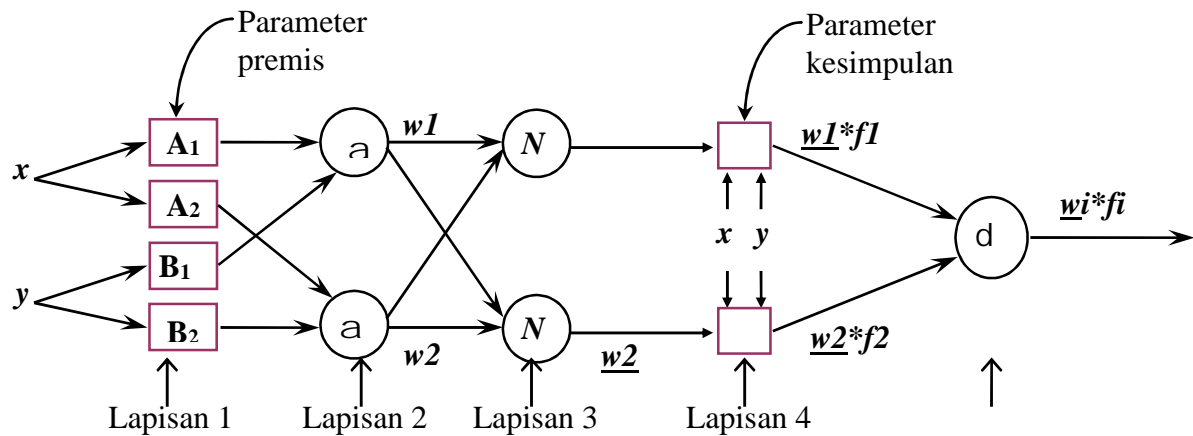 Parameter
premis
Parameter
kesimpulan
A1
a
w1
N
w1*f1
x
A2
x y
d
wi*fi
B1
y
B2
a
w2
N
w2
w2*f2
Lapisan 1
Lapisan 2
Lapisan 3
Lapisan 4